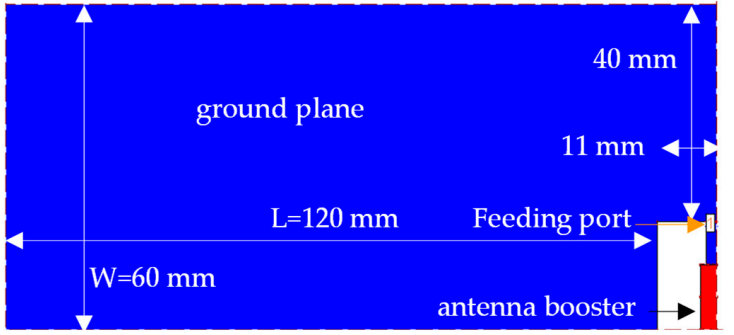 40 mm
ground plane
11 mm
L=120 mm
Feeding port
W=60 mm
antenna booster